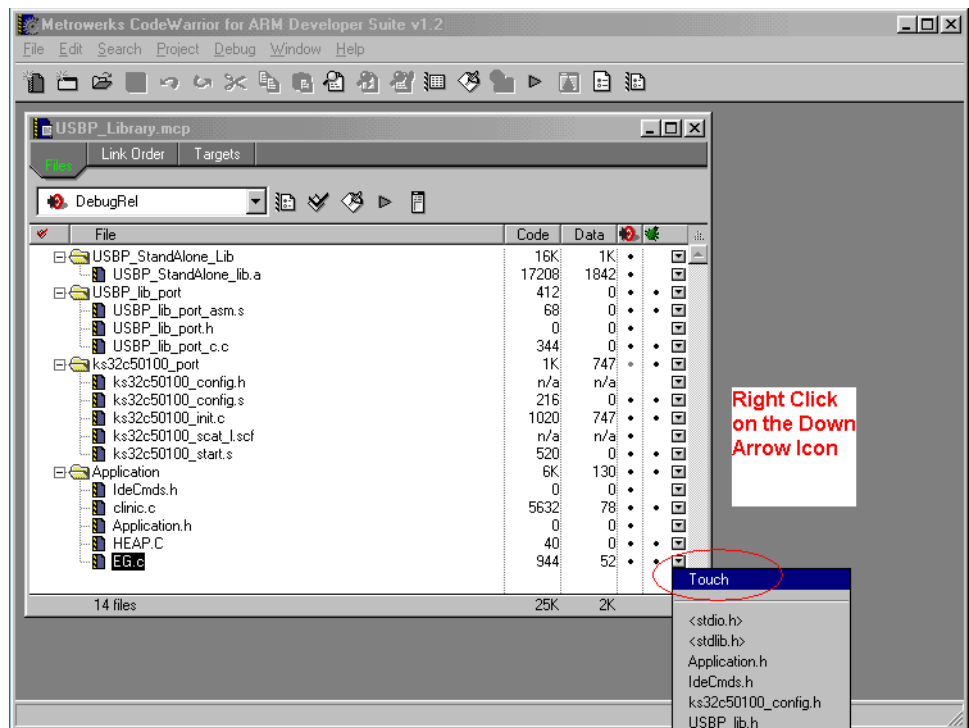 Metrowerks CodeWarrior for ARM Developer Suite v1.2
File Edit Search Project Debug Window Help
USBP_Library.mcp
Files Link Order Targets
DebugRel
File Code Data
USBP_StandAlone_Lib 16K 1K
USBP_StandAlone_lib.a 17208 1842
USBP_lib_port 412 0
USBP_lib_port_asm.s 68 0
USBP_lib_port.h 0 0
USBP_lib_port_c.c 344 0
ks32c50100_port 1K 747
ks32c50100_config.h n/a n/a
ks32c50100_config.s 216 0
ks32c50100_init.c 1020 747
ks32c50100_scat_l.scf n/a n/a
ks32c50100_start.s 520 0
Application 6K 130
IdeCmds.h 0 0
clinic.c 5632 78
Application.h 0 0
HEAP.C 40 0
EG.c 944 52
14 files 25K 2K
Right Click
on the Down
Arrow Icon
Touch
<stdio.h>
<stdlib.h>
Application.h
IdeCmds.h
ks32c50100_config.h
USBP_lib.h